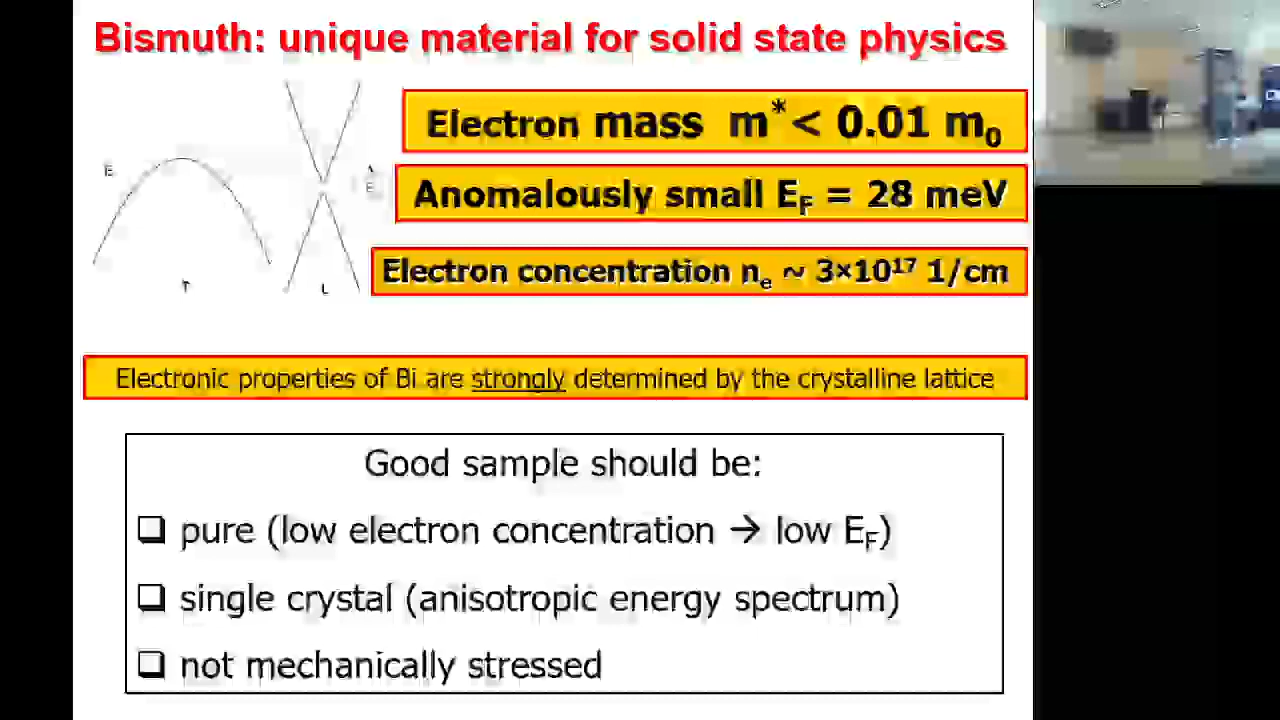 Bismuth: unique material for solid state physics
E
E
L
Electron mass m* < 0.01 m₀
Anomalously small E_F = 28 meV
Electron concentration nₑ ~ 3×10¹⁷ 1/cm
Electronic properties of Bi are strongly determined by the crystalline lattice
Good sample should be:
❑ pure (low electron concentration → low E_F)
❑ single crystal (anisotropic energy spectrum)
❑ not mechanically stressed